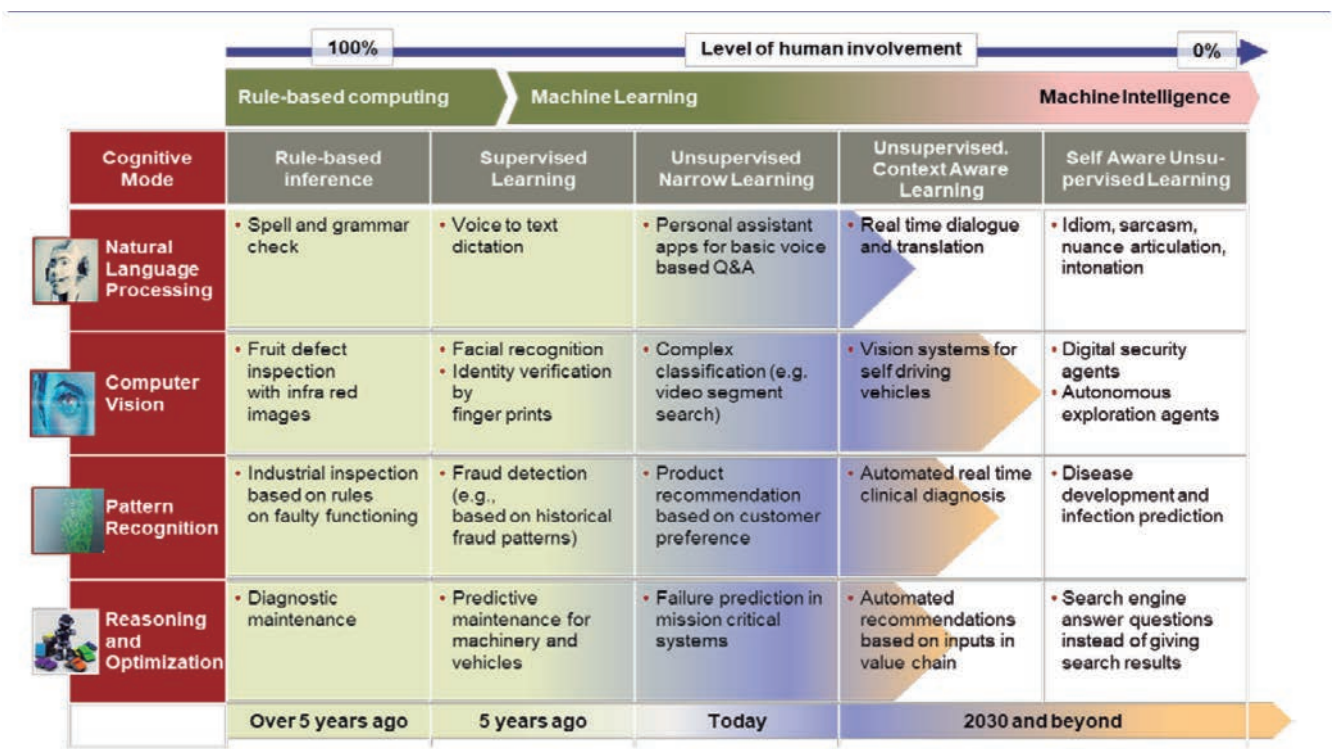 100%
Level of human involvement
0%
Rule-based computing
Machine Learning
Machine Intelligence
Cognitive
Mode
Rule-based
inference
Supervised
Learning
Unsupervised
Narrow Learning
Unsupervised.
Context Aware
Learning
Self Aware Unsu-
pervised Learning
Natural
Language
Processing
• Spell and grammar
check
• Voice to text
dictation
• Personal assistant
apps for basic voice
based Q&A
• Real time dialogue
and translation
• Idiom, sarcasm,
nuance articulation,
intonation
Computer
Vision
• Fruit defect
inspection
with infra red
images
• Facial recognition
• Identity verification
by
finger prints
• Complex
classification (e.g.
video segment
search)
• Vision systems for
self driving
vehicles
• Digital security
agents
• Autonomous
exploration agents
Pattern
Recognition
• Industrial inspection
based on rules
on faulty functioning
• Fraud detection
(e.g.,
based on historical
fraud patterns)
• Product
recommendation
based on customer
preference
• Automated real time
clinical diagnosis
• Disease
development and
infection prediction
Reasoning
and
Optimization
• Diagnostic
maintenance
• Predictive
maintenance for
machinery and
vehicles
• Failure prediction in
mission critical
systems
• Automated
recommendations
based on inputs in
value chain
• Search engine
answer questions
instead of giving
search results
Over 5 years ago
5 years ago
Today
2030 and beyond